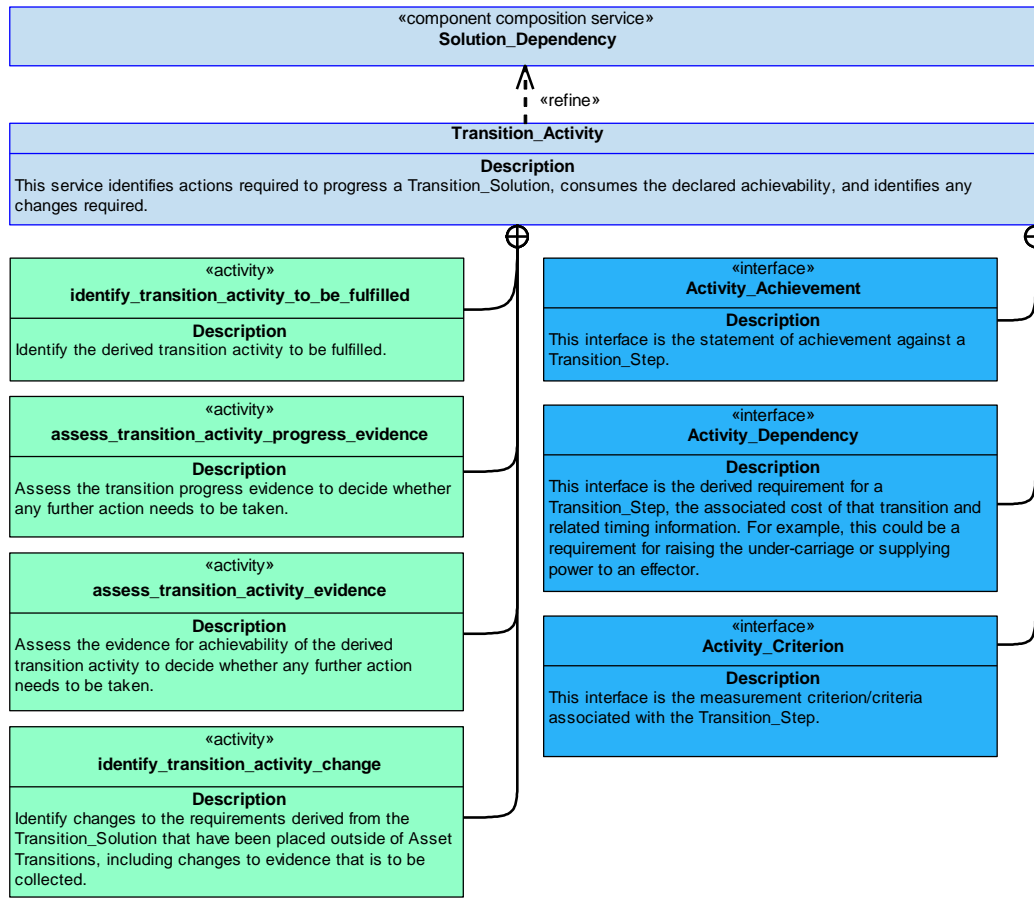 «component composition service»
Solution_Dependency
«refine»
Transition_Activity
Description
This service identifies actions required to progress a Transition_Solution, consumes the declared achievability, and identifies any
changes required.
«activity»
identify_transition_activity_to_be_fulfilled
Description
Identify the derived transition activity to be fulfilled.
«activity»
assess_transition_activity_progress_evidence
Description
Assess the transition progress evidence to decide whether
any further action needs to be taken.
«activity»
assess_transition_activity_evidence
Description
Assess the evidence for achievability of the derived
transition activity to decide whether any further action
needs to be taken.
«activity»
identify_transition_activity_change
Description
Identify changes to the requirements derived from the
Transition_Solution that have been placed outside of Asset
Transitions, including changes to evidence that is to be
collected.
«interface»
Activity_Achievement
Description
This interface is the statement of achievement against a
Transition_Step.
«interface»
Activity_Dependency
Description
This interface is the derived requirement for a
Transition_Step, the associated cost of that transition and
related timing information. For example, this could be a
requirement for raising the under-carriage or supplying
power to an effector.
«interface»
Activity_Criterion
Description
This interface is the measurement criterion/criteria
associated with the Transition_Step.